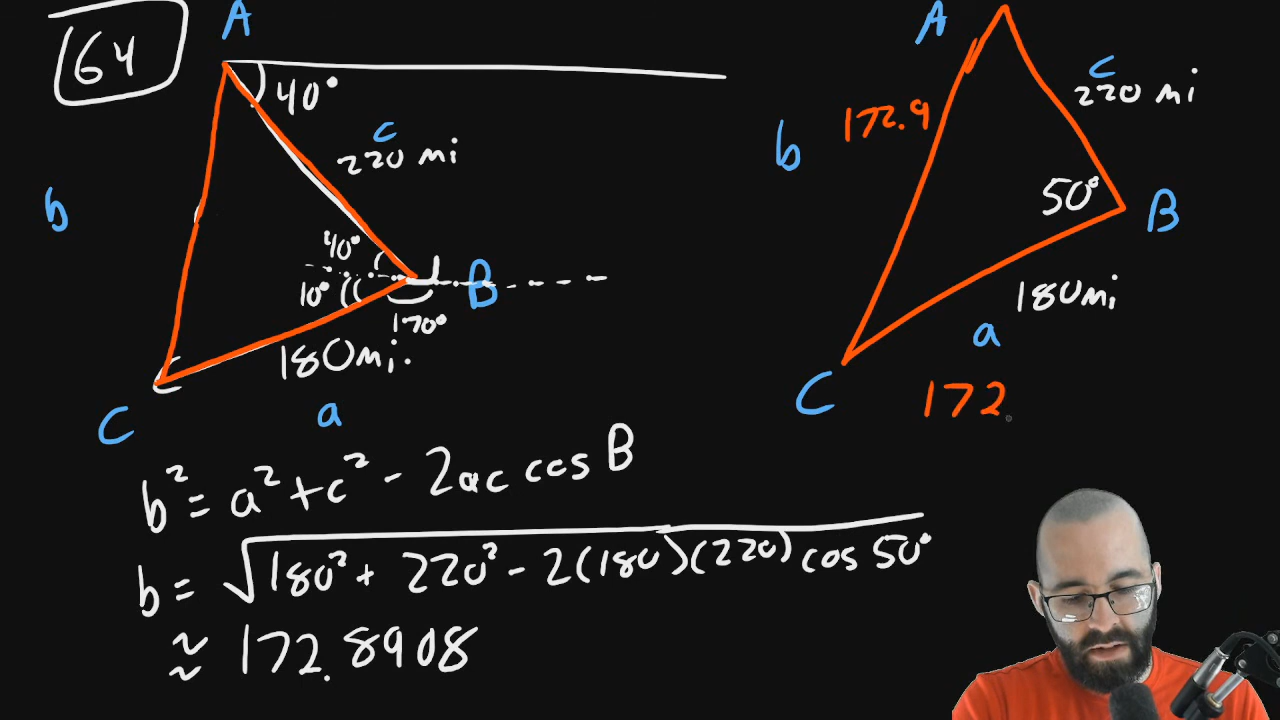 64
A
40°
c
220 mi
b
40°
10°
B
170°
180mi.
C
a
b² = a² + c² - 2ac cos B
b = √180² + 220² - 2(180)(220) cos 50°
≈ 172.8908
A
c
220 mi
172.9
b
50°
B
180mi
a
C
172